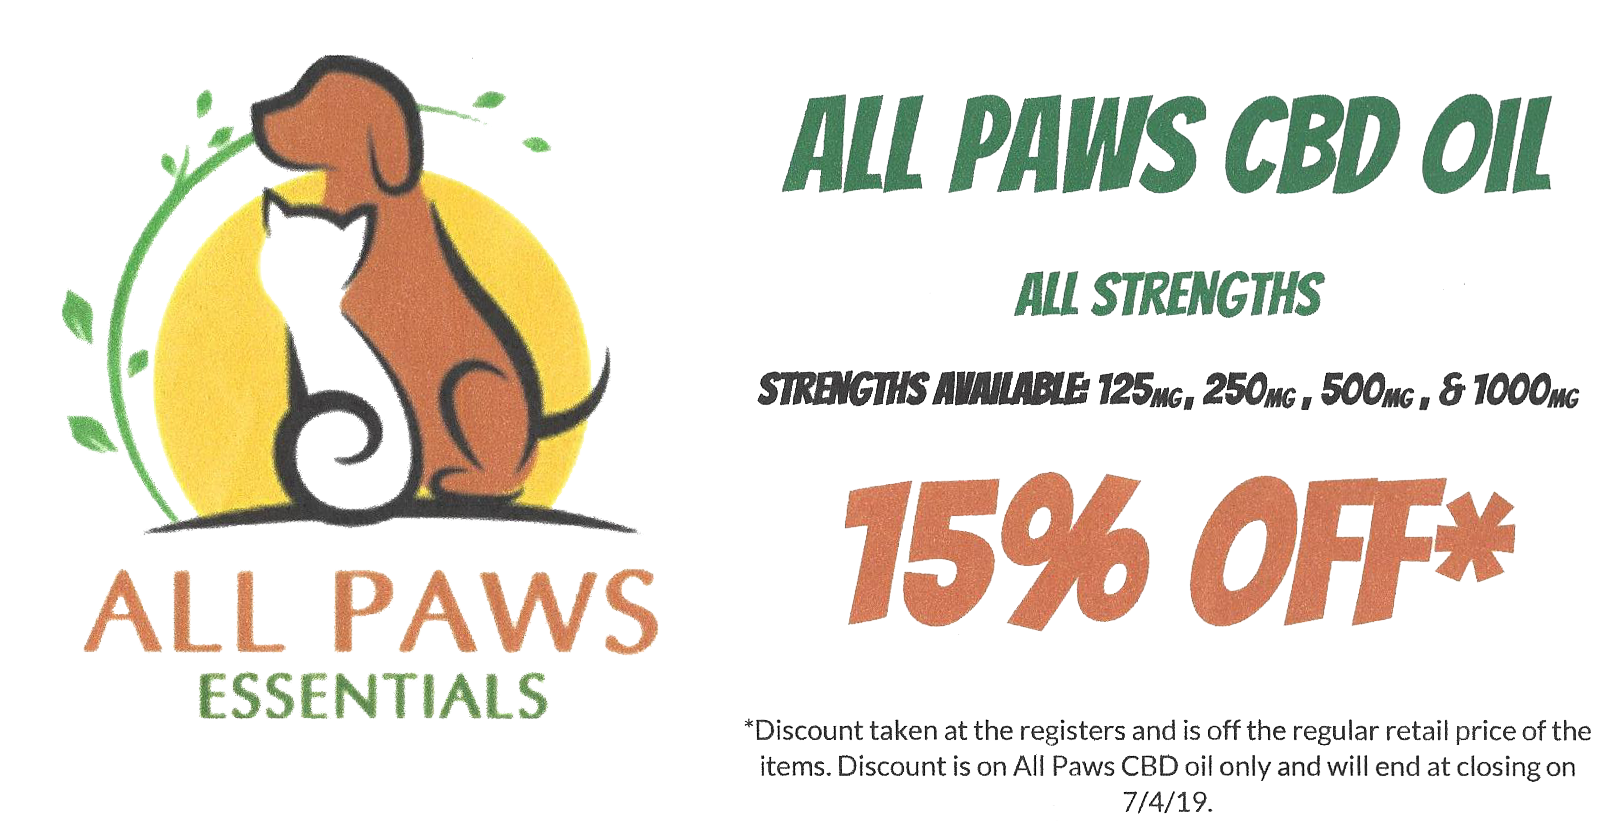 ALL PAWS
ESSENTIALS
ALL PAWS CBD OIL
ALL STRENGTHS
STRENGTHS AVAILABLE: 125MG, 250MG, 500MG, & 1000MG
15% OFF*
*Discount taken at the registers and is off the regular retail price of the
items. Discount is on All Paws CBD oil only and will end at closing on
7/4/19.